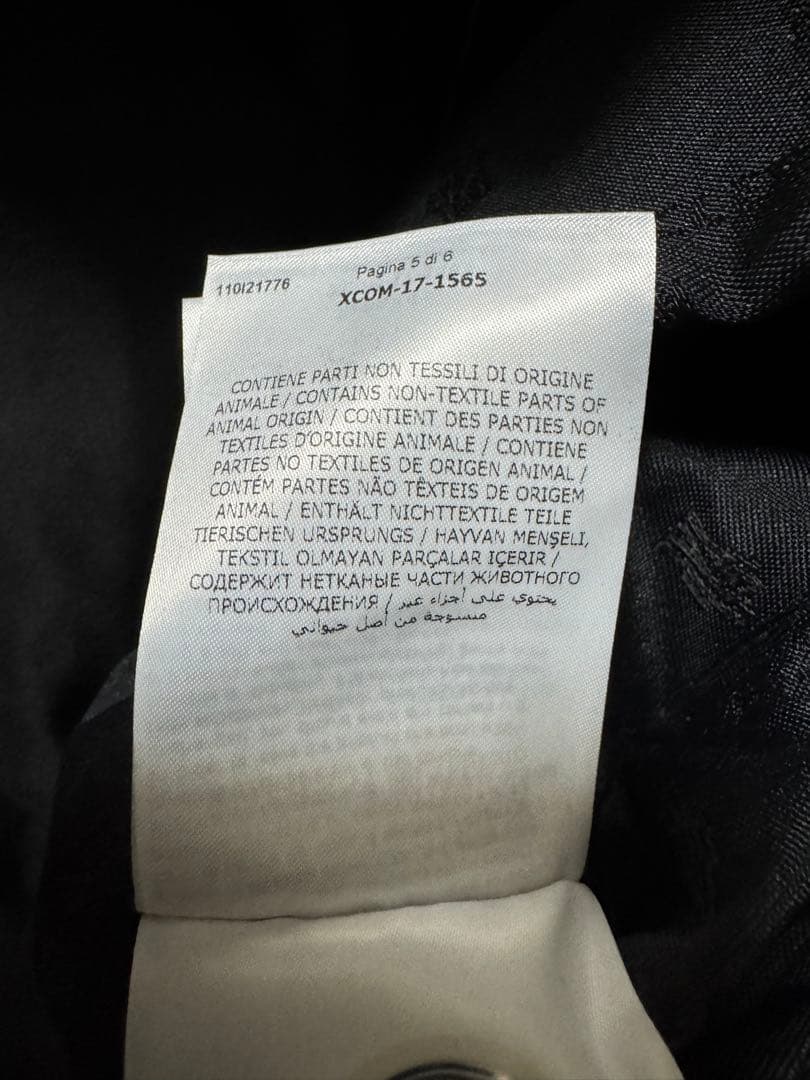 110I21776
Pagina 5 di 6
XCOM-17-1565
CONTIENE PARTI NON TESSILI DI ORIGINE
ANIMALE / CONTAINS NON-TEXTILE PARTS OF
ANIMAL ORIGIN / CONTIENT DES PARTIES NON
TEXTILES D'ORIGINE ANIMALE / CONTIENE
PARTES NO TEXTILES DE ORIGEN ANIMAL /
CONTÉM PARTES NÃO TÊXTEIS DE ORIGEM
ANIMAL / ENTHÄLT NICHTTEXTILE TEILE
TIERISCHEN URSPRUNGS / HAYVAN MENŞELI,
TEKSTIL OLMAYAN PARÇALAR IÇERIR /
СОДЕРЖИТ НЕТКАНЫЕ ЧАСТИ ЖИВОТНОГО
ПРОИСХОЖДЕНИЯ / يحتوي على أجزاء غير
منسوجة من أصل حيواني